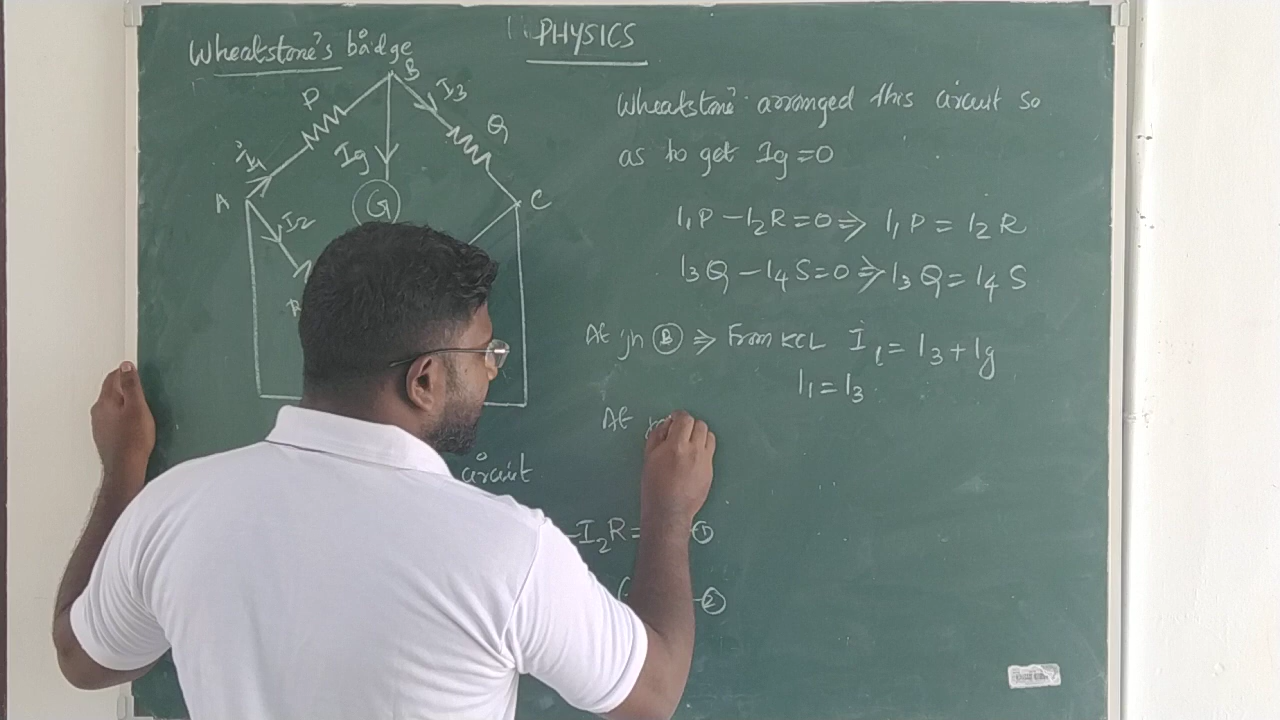 PHYSICS
Wheatstone's bridge
B
I3
P
Q
I1
Ig
A
I2
G
C
R
circuit
-I2R=
1
2
Wheatstone arranged this circuit so
as to get Ig=0
I1P-I2R=0⇒ I1P=I2R
I3Q-I4S=0⇒I3Q=I4S
At jn B ⇒ From KCL I1=I3+Ig
I1=I3
At